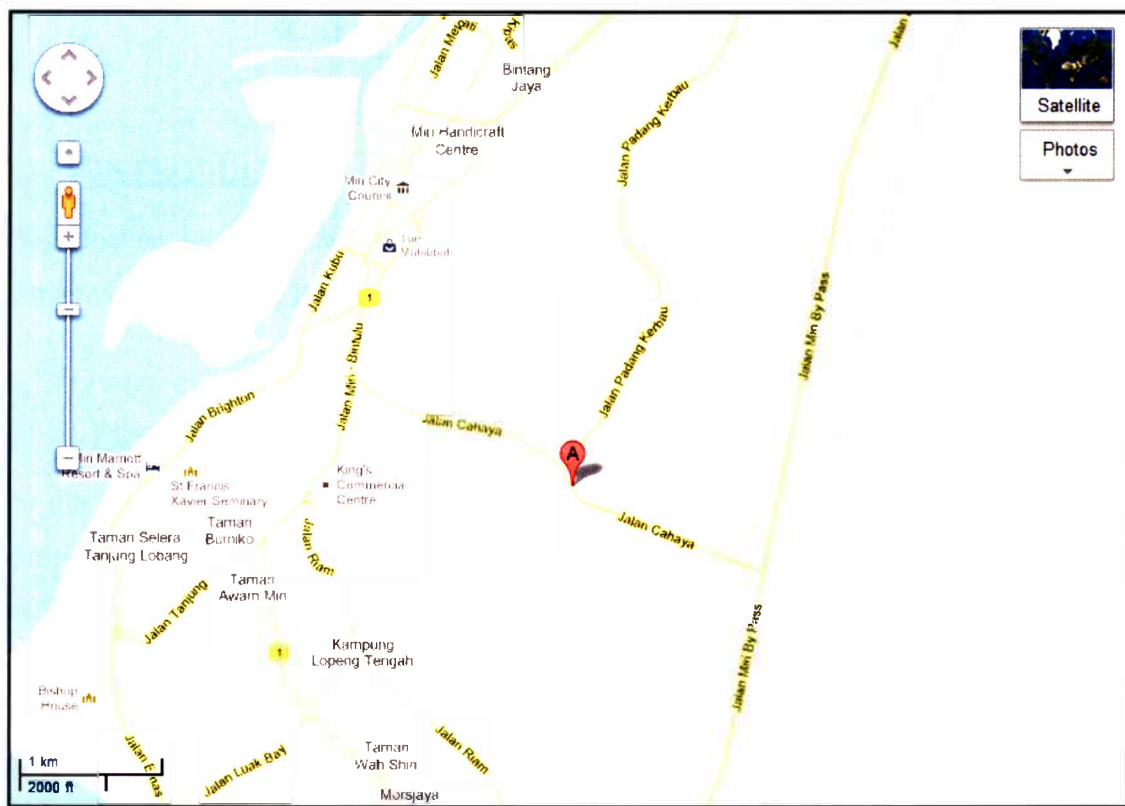 Jalan Melati
Kipas
Jalan
Bintang
Jaya
Satellite
Photos
Miri Handicraft
Centre
Jalan Padang Kerbau
Miri City
Council
Jalan Kubu
1
Jalan Miri - Bintulu
Jalan Miri By Pass
Jalan Padang Kerbau
Jalan Brighton
Jalan Cahaya
A
Miri Marriott
Resort & Spa
St Francis
Xavier Seminary
King's
Commercial
Centre
Taman
Bumiko
Taman Selera
Tanjung Lobang
Jalan Riam
Jalan Cahaya
Taman
Awam Miri
Jalan Tanjung
1
Kampung
Lopeng Tengah
Jalan Miri By Pass
Bishop
House
Jalan Emas
Jalan Luak Bay
Taman
Wah Shin
Jalan Riam
1 km
2000 ft
Morsjaya